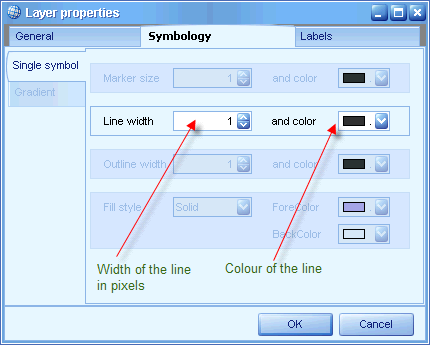 Layer properties
General Symbology Labels
Single symbol
Gradient
Marker size 1 and color
Line width 1 and color .
Outline width 1 and color
Fill style Solid ForeColor
BackColor
Width of the line
in pixels
Colour of the line
OK Cancel